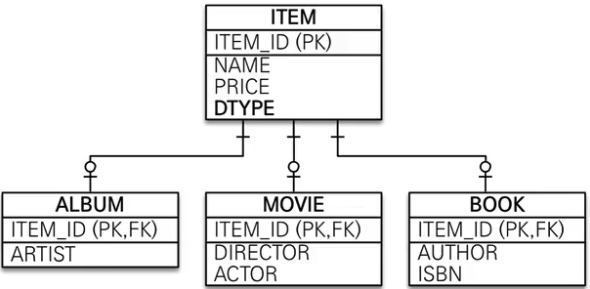 ITEM
ITEM_ID (PK)
NAME
PRICE
DTYPE
ALBUM
ITEM_ID (PK,FK)
ARTIST
MOVIE
ITEM_ID (PK,FK)
DIRECTOR
ACTOR
BOOK
ITEM_ID (PK,FK)
AUTHOR
ISBN